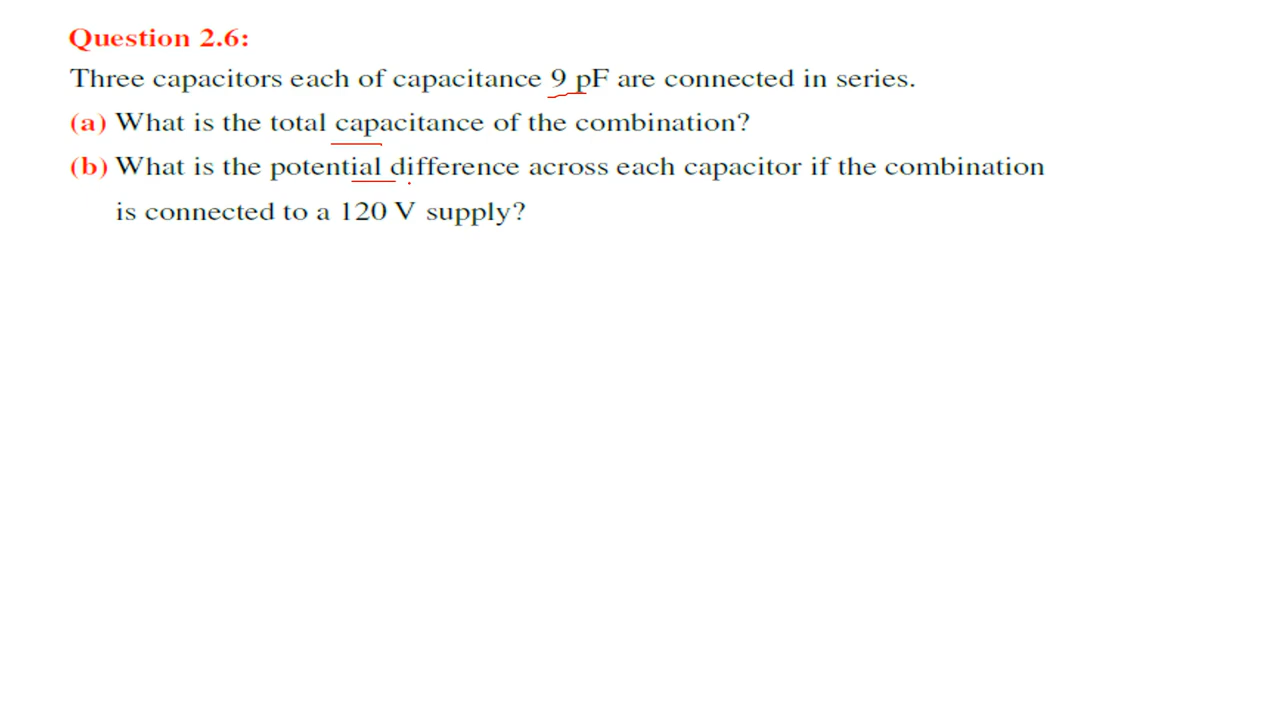 Question 2.6:
Three capacitors each of capacitance 9 pF are connected in series.
(a) What is the total capacitance of the combination?
(b) What is the potential difference across each capacitor if the combination
is connected to a 120 V supply?